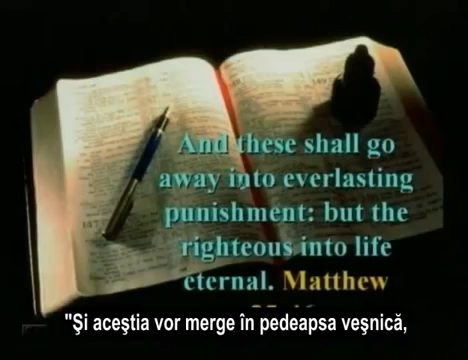 And these shall go
away into everlasting
punishment: but the
righteous into life
eternal. Matthew
"Şi aceştia vor merge în pedeapsa veşnică,